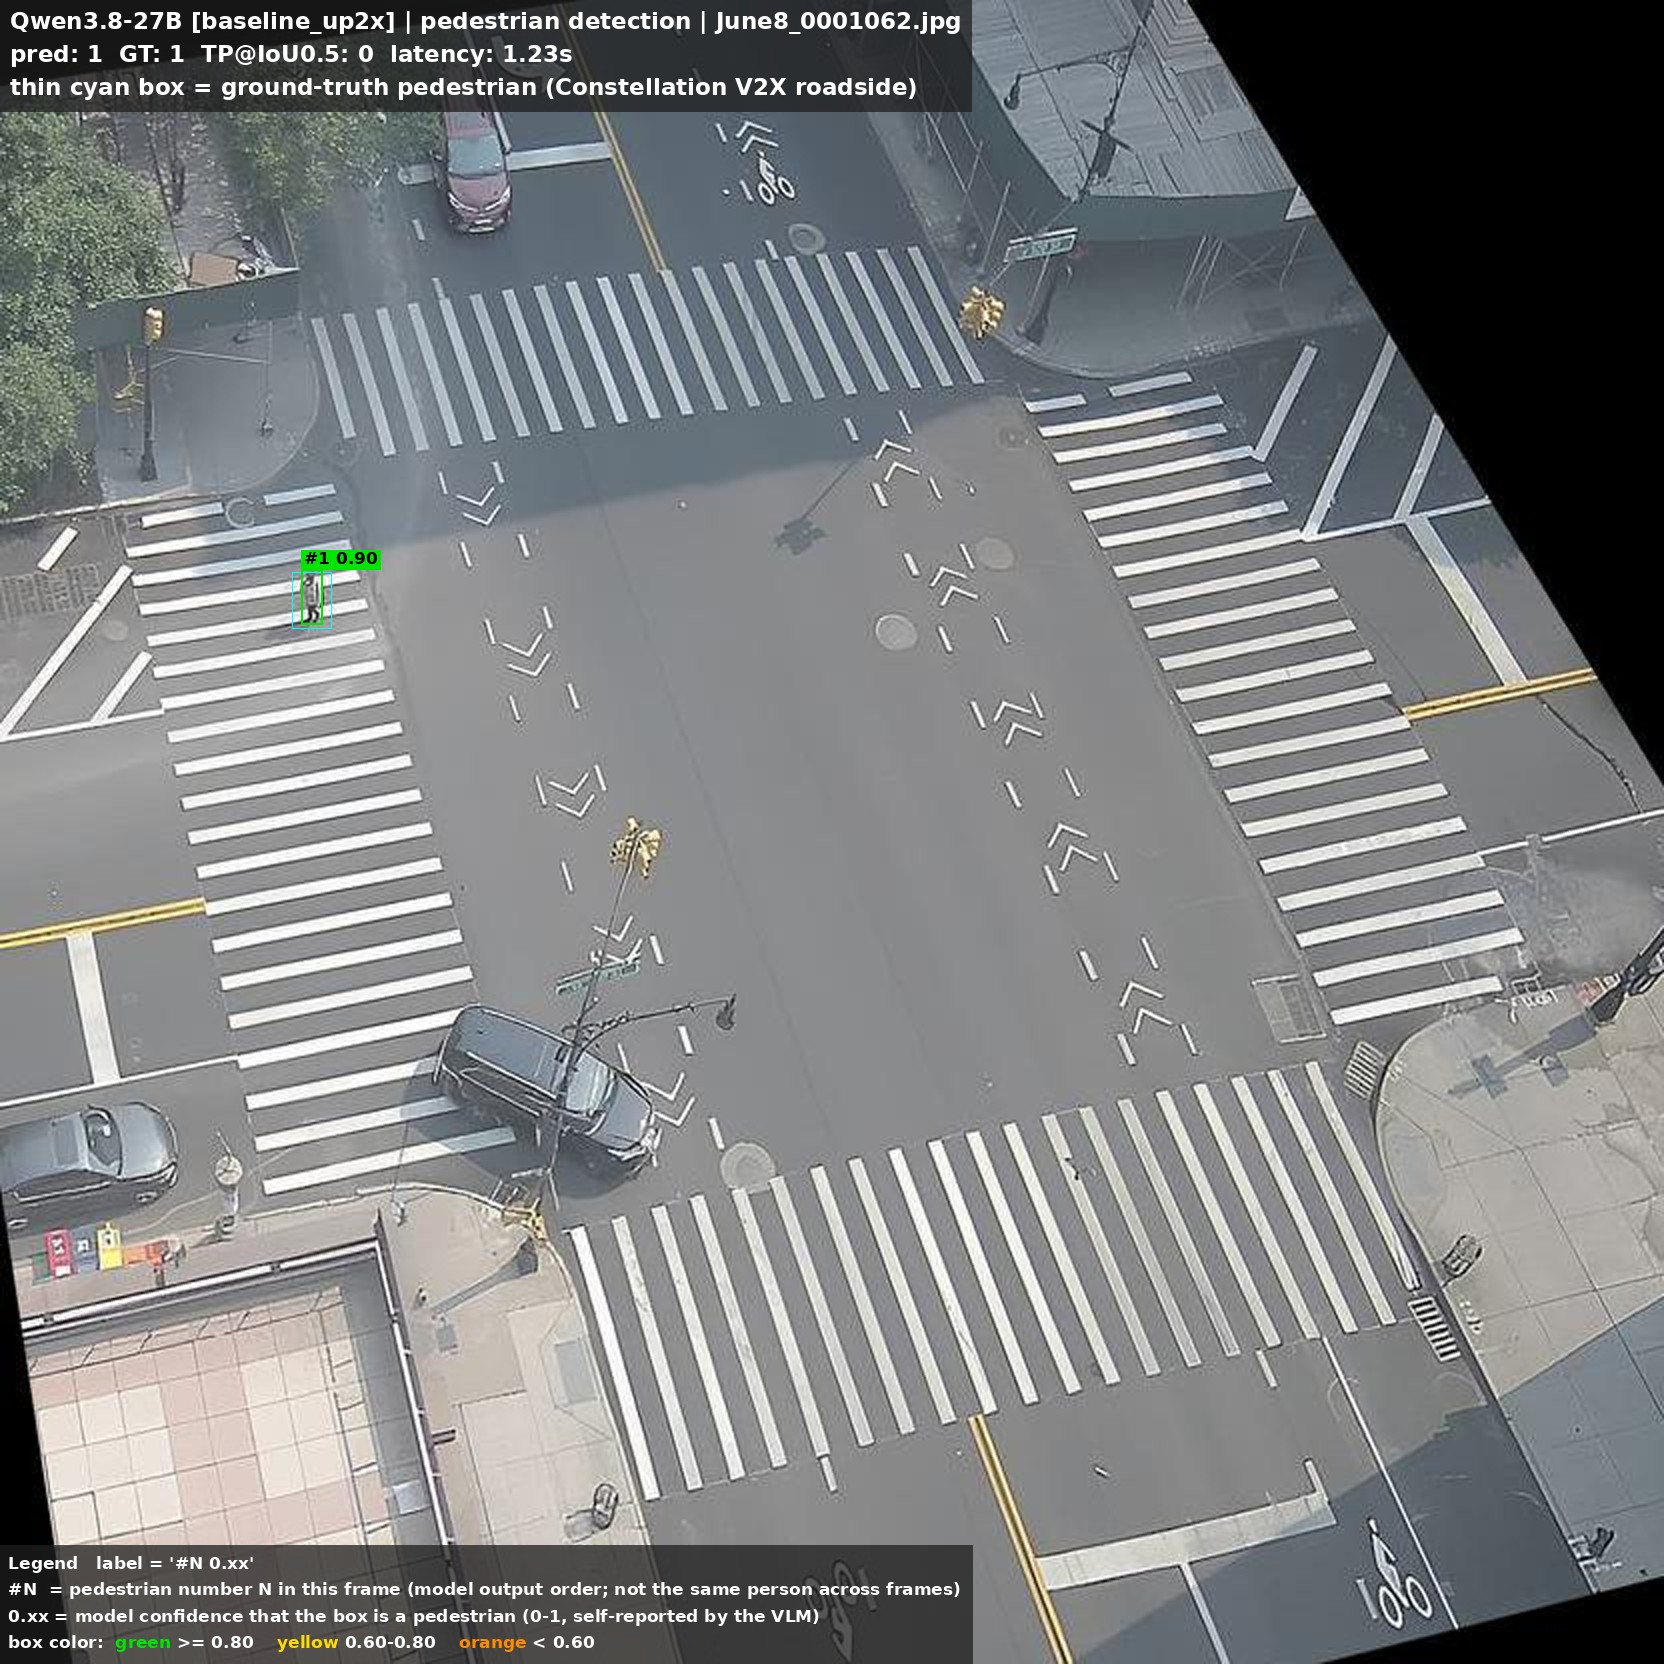 Qwen3.8-27B [baseline_up2x] | pedestrian detection | June8_0001062.jpg
pred: 1  GT: 1  TP@IoU0.5: 0  latency: 1.23s
thin cyan box = ground-truth pedestrian (Constellation V2X roadside)
#1 0.90
Legend   label = '#N 0.xx'
#N  = pedestrian number N in this frame (model output order; not the same person across frames)
0.xx = model confidence that the box is a pedestrian (0-1, self-reported by the VLM)
box color:  green >= 0.80    yellow 0.60-0.80    orange < 0.60